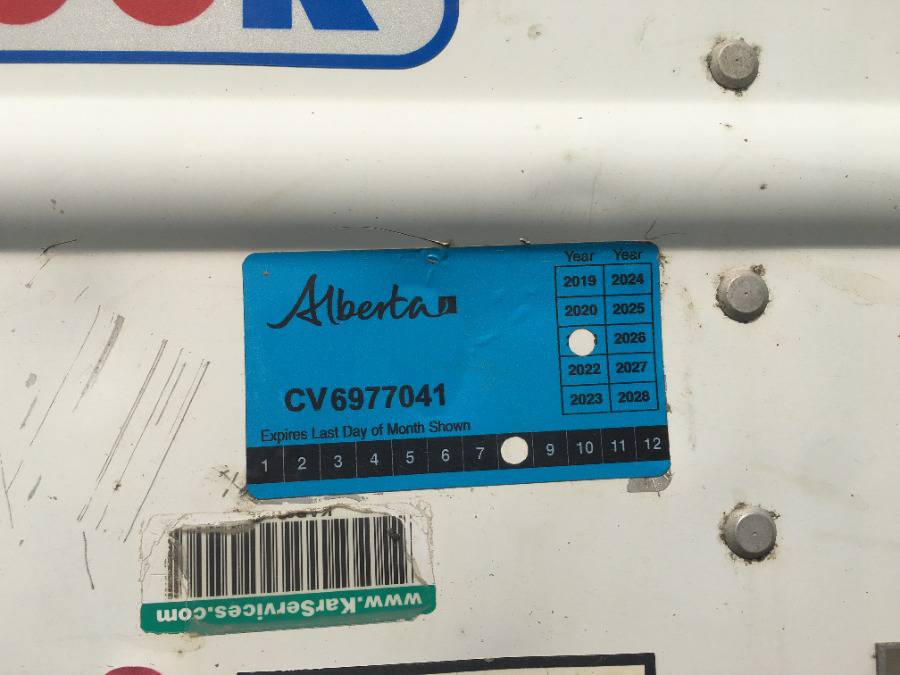 Alberta
Year Year
2019 2024
2020 2025
2026
2022 2027
2023 2028
CV6977041
Expires Last Day of Month Shown
1 2 3 4 5 6 7 9 10 11 12
www.KarServices.com